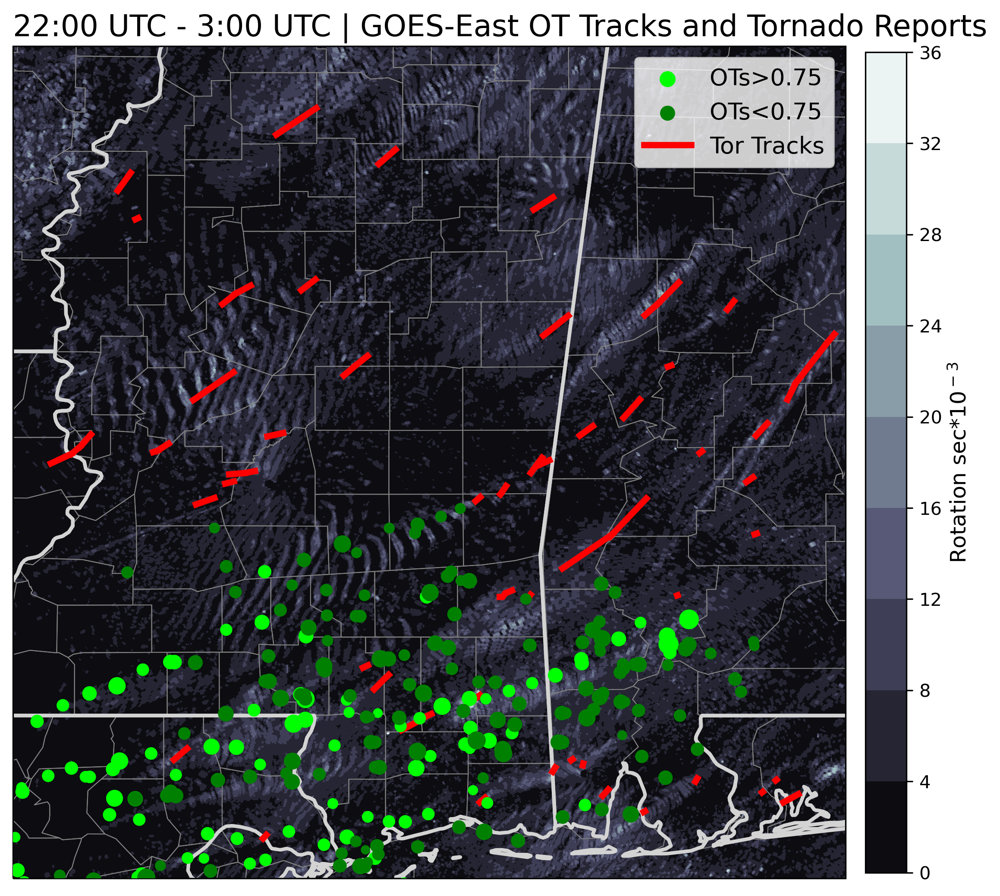 22:00 UTC - 3:00 UTC | GOES-East OT Tracks and Tornado Reports
OTs>0.75
OTs<0.75
Tor Tracks
36
32
28
24
20
16
12
8
4
0
Rotation sec*10⁻³